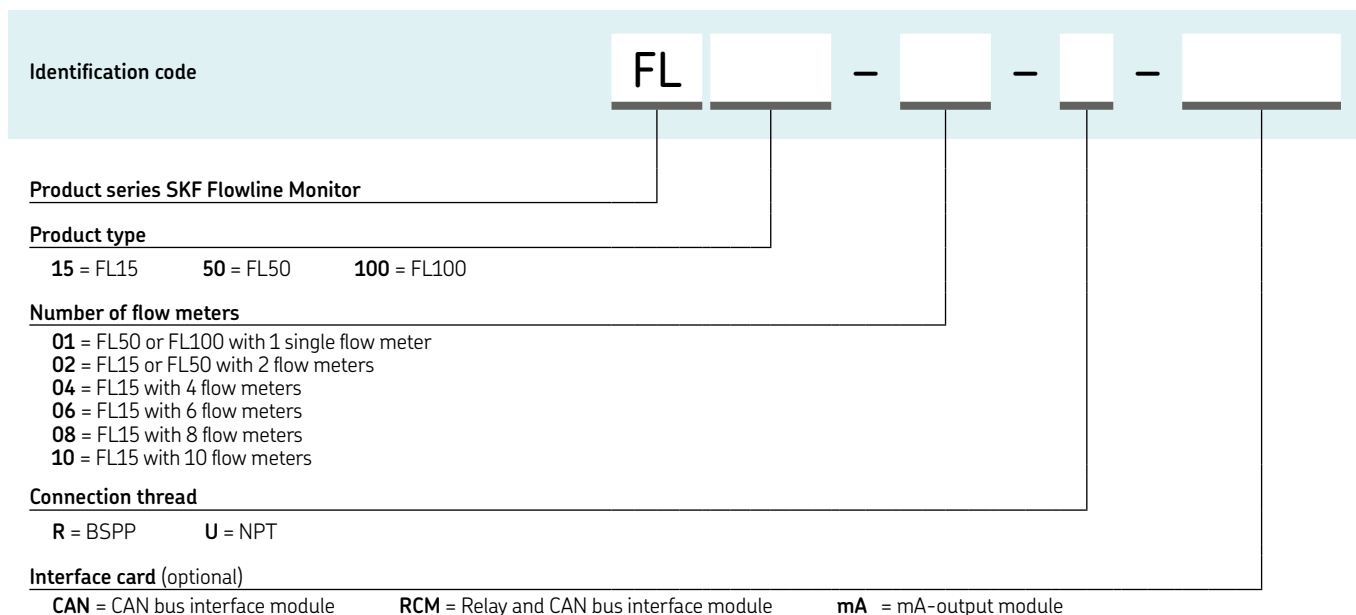 Identification code FL – – –
Product series SKF Flowline Monitor
Product type
15 = FL15 50 = FL50 100 = FL100
Number of flow meters
01 = FL50 or FL100 with 1 single flow meter
02 = FL15 or FL50 with 2 flow meters
04 = FL15 with 4 flow meters
06 = FL15 with 6 flow meters
08 = FL15 with 8 flow meters
10 = FL15 with 10 flow meters
Connection thread
R = BSPP U = NPT
Interface card (optional)
CAN = CAN bus interface module RCM = Relay and CAN bus interface module mA = mA-output module